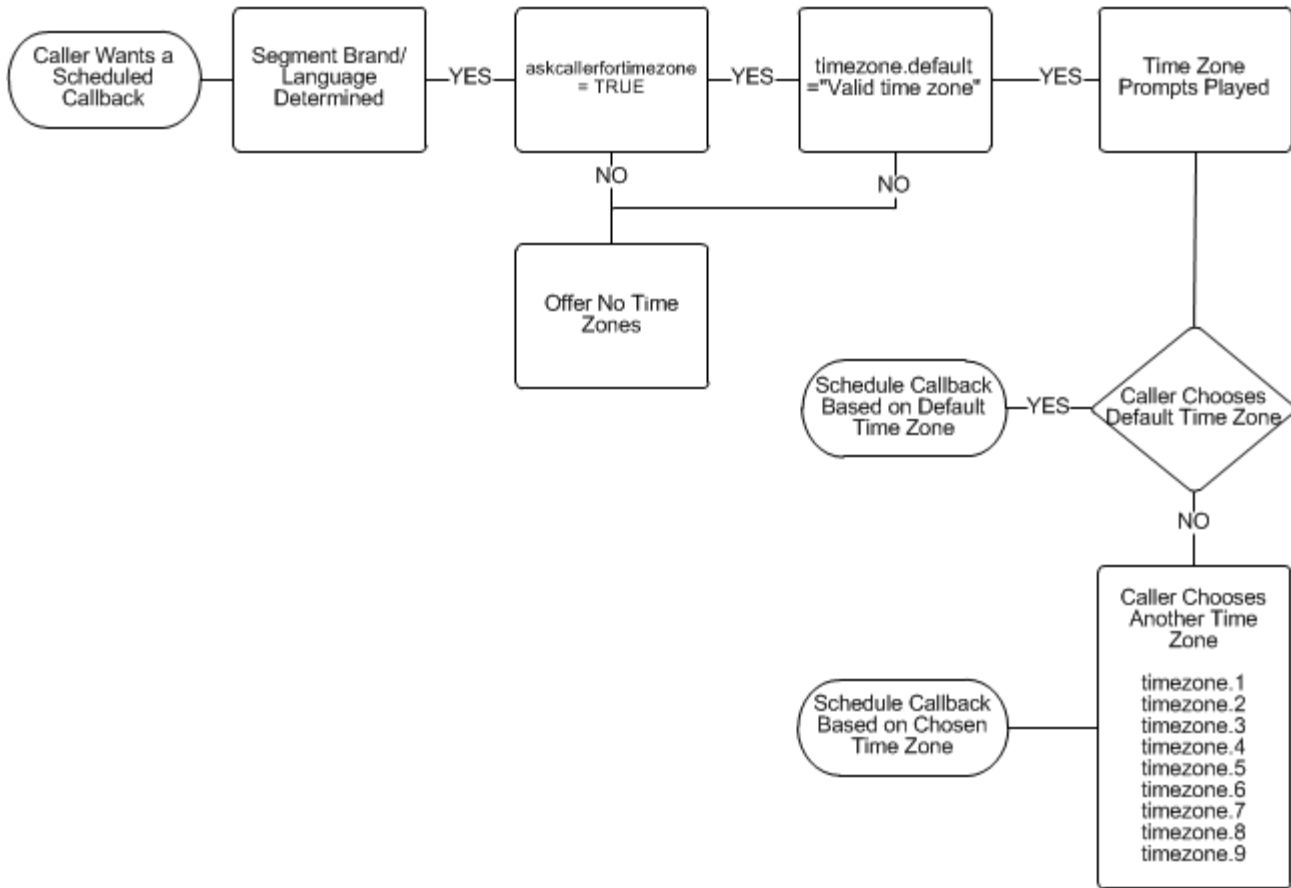 Caller Wants a
Scheduled
Callback
Segment Brand/
Language
Determined
YES
askcallerfortimezone
= TRUE
YES
timezone.default
="Valid time zone"
YES
Time Zone
Prompts Played
NO
NO
Offer No Time
Zones
Schedule Callback
Based on Default
Time Zone
YES
Caller Chooses
Default Time Zone
NO
Caller Chooses
Another Time
Zone
timezone.1
timezone.2
timezone.3
timezone.4
timezone.5
timezone.6
timezone.7
timezone.8
timezone.9
Schedule Callback
Based on Chosen
Time Zone